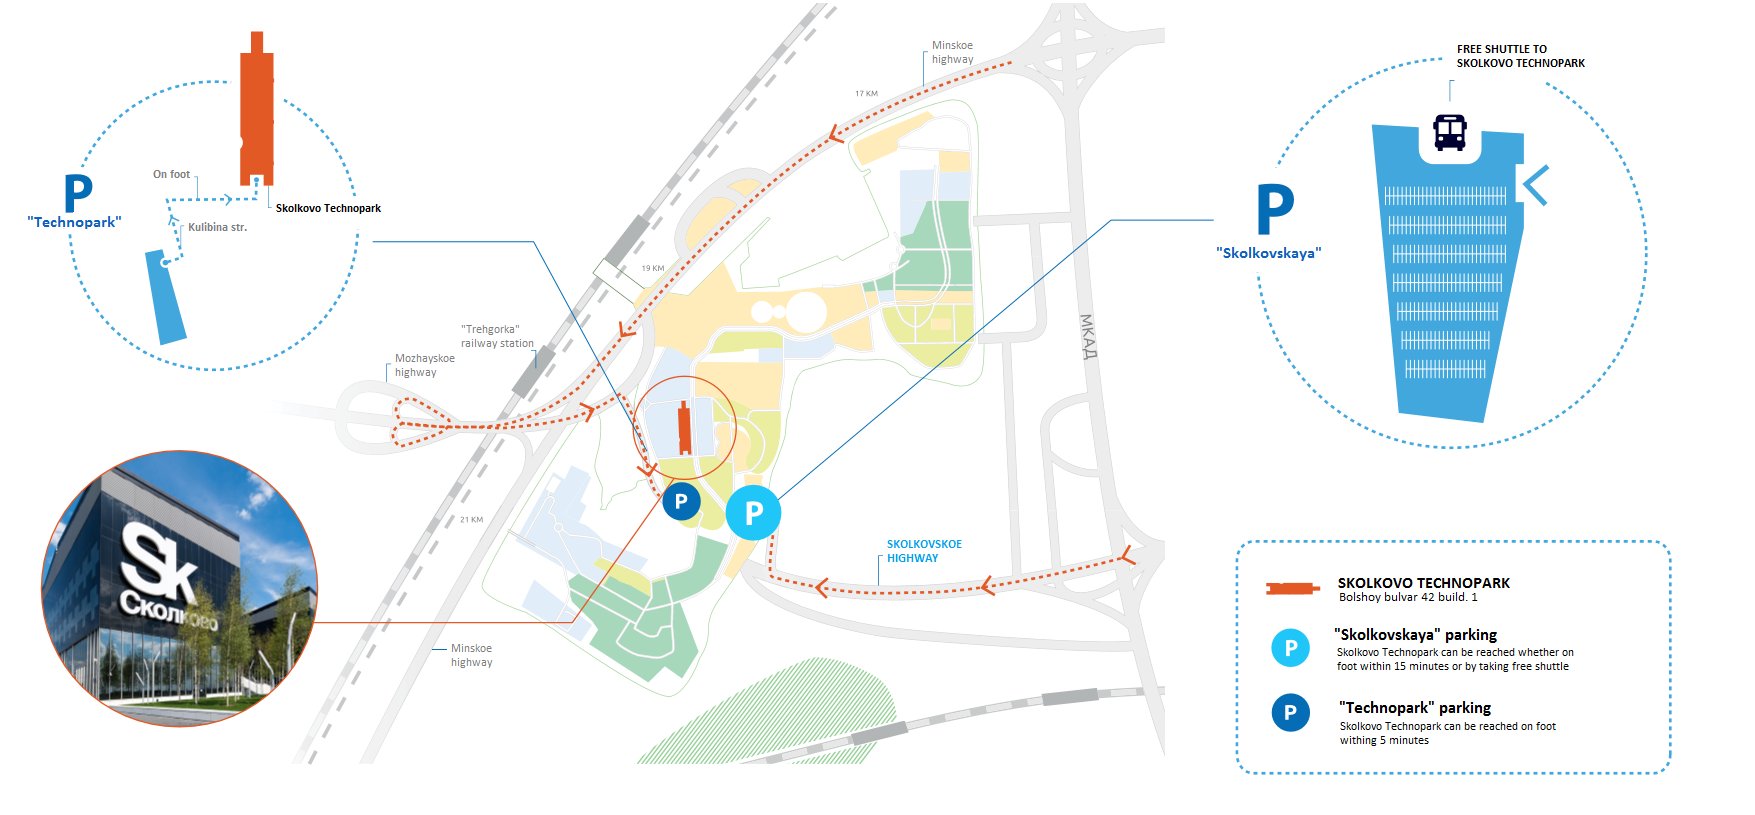 FREE SHUTTLE TO
SKOLKOVO TECHNOPARK
Minskoe
highway
17 KM
On foot
P
"Technopark"
Skolkovo Technopark
Kulibina str.
P
"Skolkovskaya"
19 KM
"Trehgorka"
railway station
Mozhayskoe
highway
МКАД
P
P
21 KM
SKOLKOVSKOE
HIGHWAY
Sk
Сколково
Minskoe
highway
SKOLKOVO TECHNOPARK
Bolshoy bulvar 42 build. 1
P
"Skolkovskaya" parking
Skolkovo Technopark can be reached whether on
foot within 15 minutes or by taking free shuttle
P
"Technopark" parking
Skolkovo Technopark can be reached on foot
withing 5 minutes